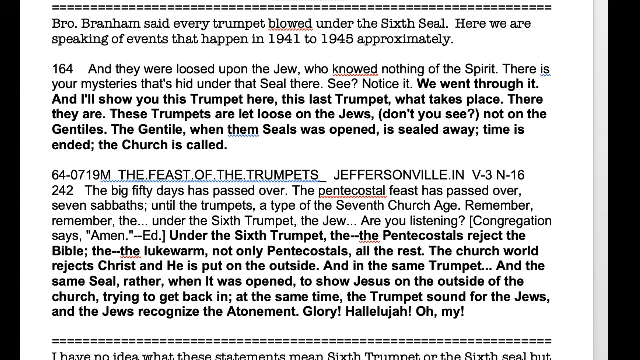 ================================================================
Bro. Branham said every trumpet blowed under the Sixth Seal.  Here we are
speaking of events that happen in 1941 to 1945 approximately.
164    And they were loosed upon the Jew, who knowed nothing of the Spirit. There is
your mysteries that's hid under that Seal there. See? Notice it. We went through it.
And I'll show you this Trumpet here, this last Trumpet, what takes place. There
they are. These Trumpets are let loose on the Jews, (don't you see?) not on the
Gentiles. The Gentile, when them Seals was opened, is sealed away; time is
ended; the Church is called.
64-0719M  THE.FEAST.OF.THE.TRUMPETS_   JEFFERSONVILLE.IN  V-3 N-16
242    The big fifty days has passed over. The pentecostal feast has passed over,
seven sabbaths; until the trumpets, a type of the Seventh Church Age. Remember,
remember, the... under the Sixth Trumpet, the Jew... Are you listening? [Congregation
says, "Amen."--Ed.] Under the Sixth Trumpet, the--the Pentecostals reject the
Bible; the--the lukewarm, not only Pentecostals, all the rest. The church world
rejects Christ and He is put on the outside. And in the same Trumpet... And the
same Seal, rather, when It was opened, to show Jesus on the outside of the
church, trying to get back in; at the same time, the Trumpet sound for the Jews,
and the Jews recognize the Atonement. Glory! Hallelujah! Oh, my!
================================================================
I have no idea what these statements mean Sixth Trumpet or the Sixth seal but